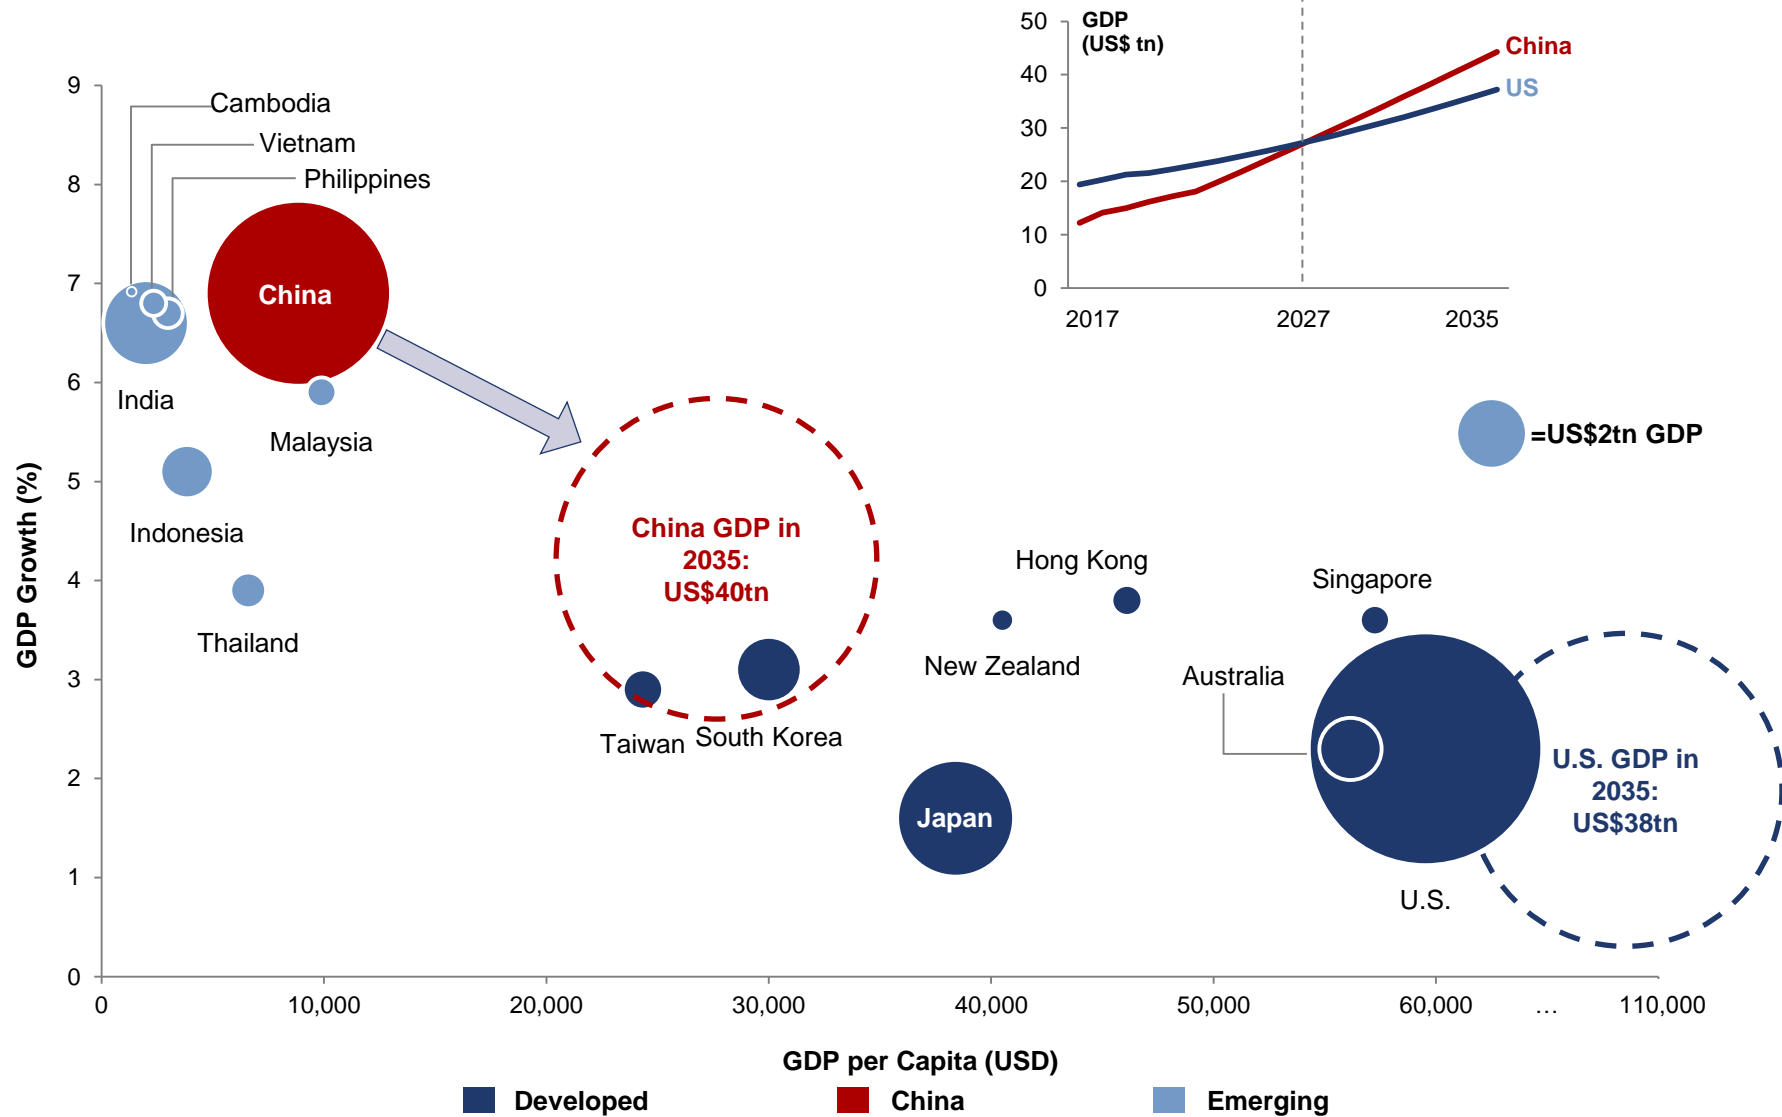 50
GDP
(US$ tn)
China
40
US
30
20
10
0
2017
2027
2035
9
Cambodia
Vietnam
8
Philippines
7
China
6
India
Malaysia
=US$2tn GDP
5
Indonesia
China GDP in
2035:
US$40tn
Hong Kong
Singapore
4
Thailand
New Zealand
Australia
3
Taiwan
South Korea
2
Japan
U.S. GDP in
2035:
US$38tn
1
U.S.
0
GDP Growth (%)
0
10,000
20,000
30,000
40,000
50,000
60,000
...
110,000
GDP per Capita (USD)
Developed
China
Emerging